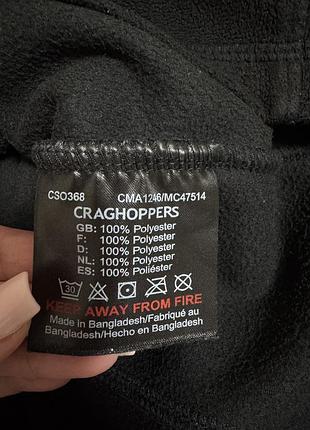 CSO368 CMA1246/MC47514
CRAGHOPPERS
GB: 100% Polyester
F: 100% Polyester
D: 100% Polyester
NL: 100% Polyester
ES: 100% Poliéster
30
KEEP AWAY FROM FIRE
Made in Bangladesh/Fabriqué au
Bangladesh/Hecho en Bangladesh